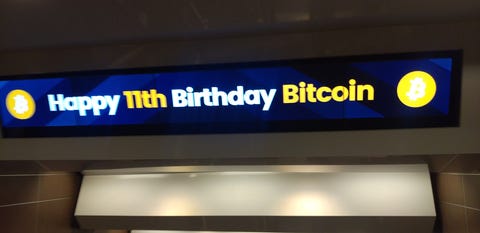 Happy 11th Birthday Bitcoin